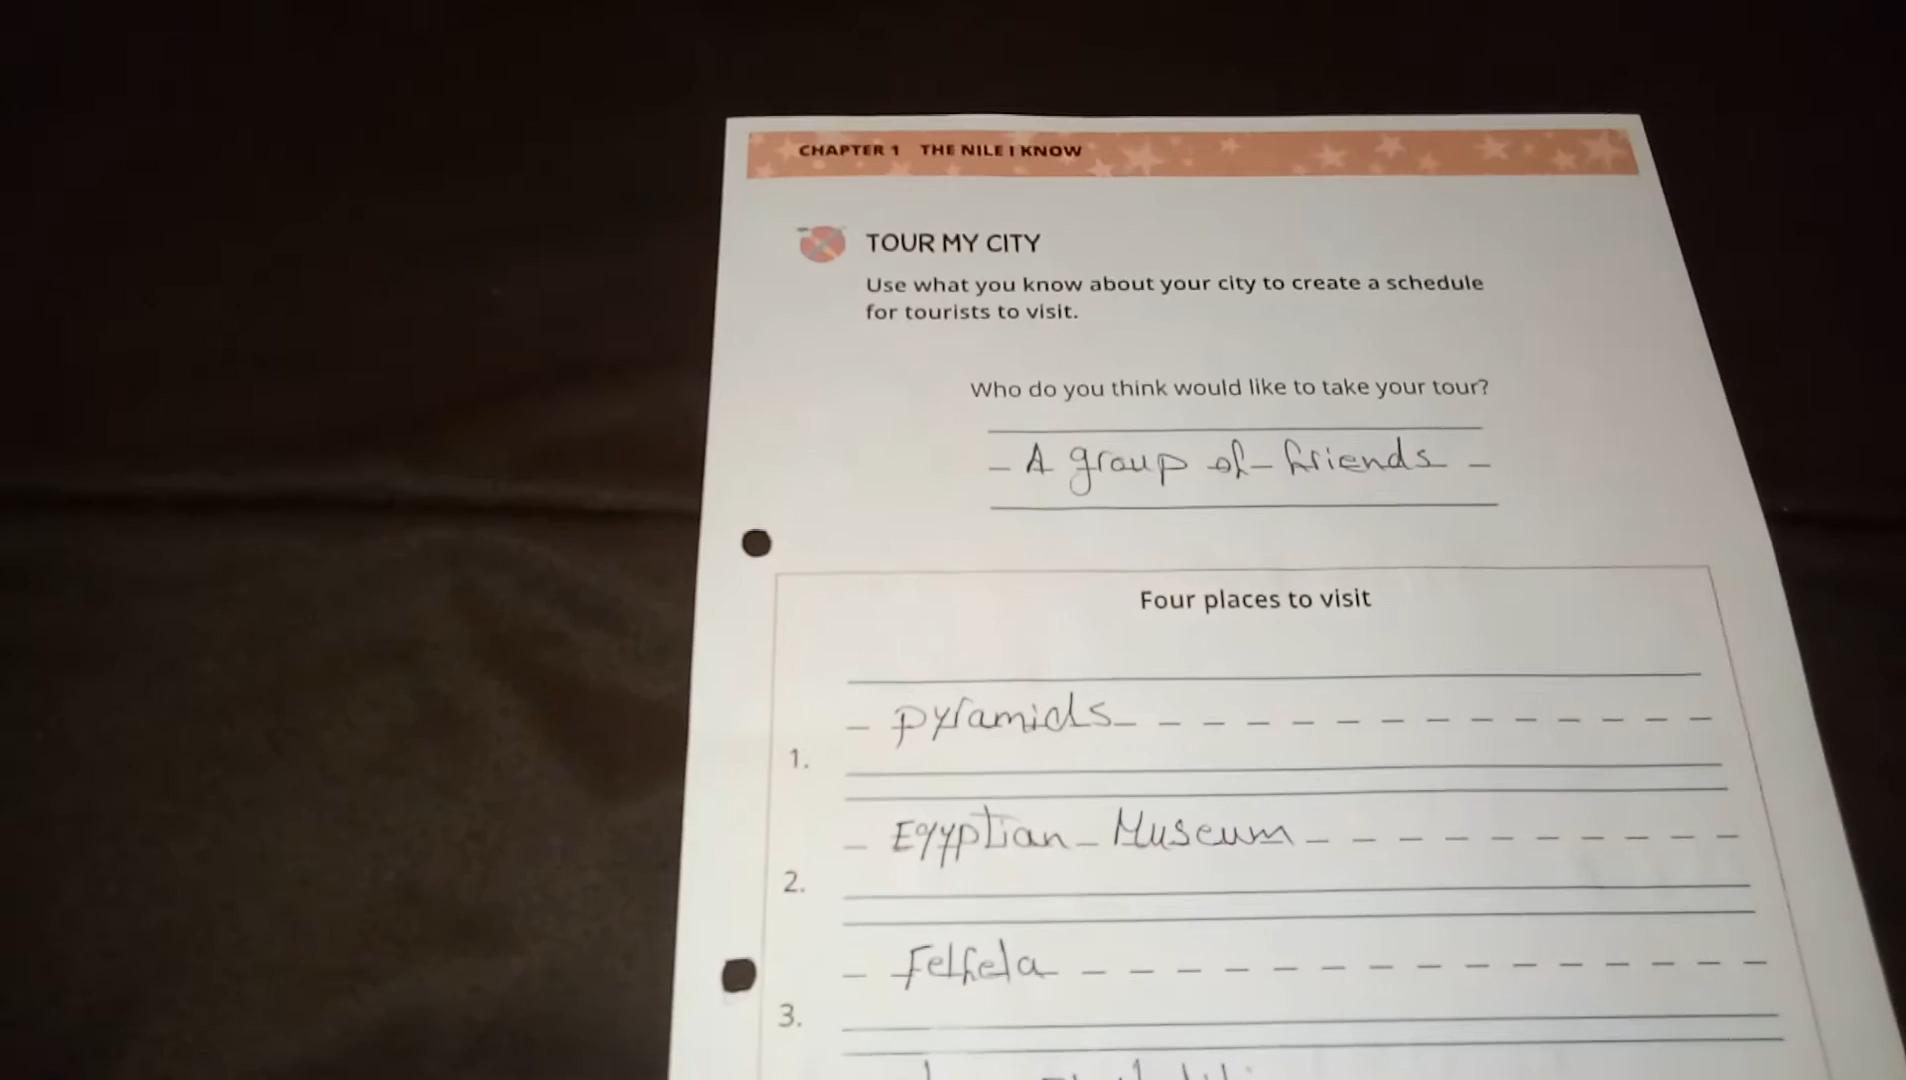 CHAPTER 1 THE NILE I KNOW
TOUR MY CITY
Use what you know about your city to create a schedule
for tourists to visit.
Who do you think would like to take your tour?
A group of friends
Four places to visit
1. pyramids
2. Egyptian Museum
3. Felfela